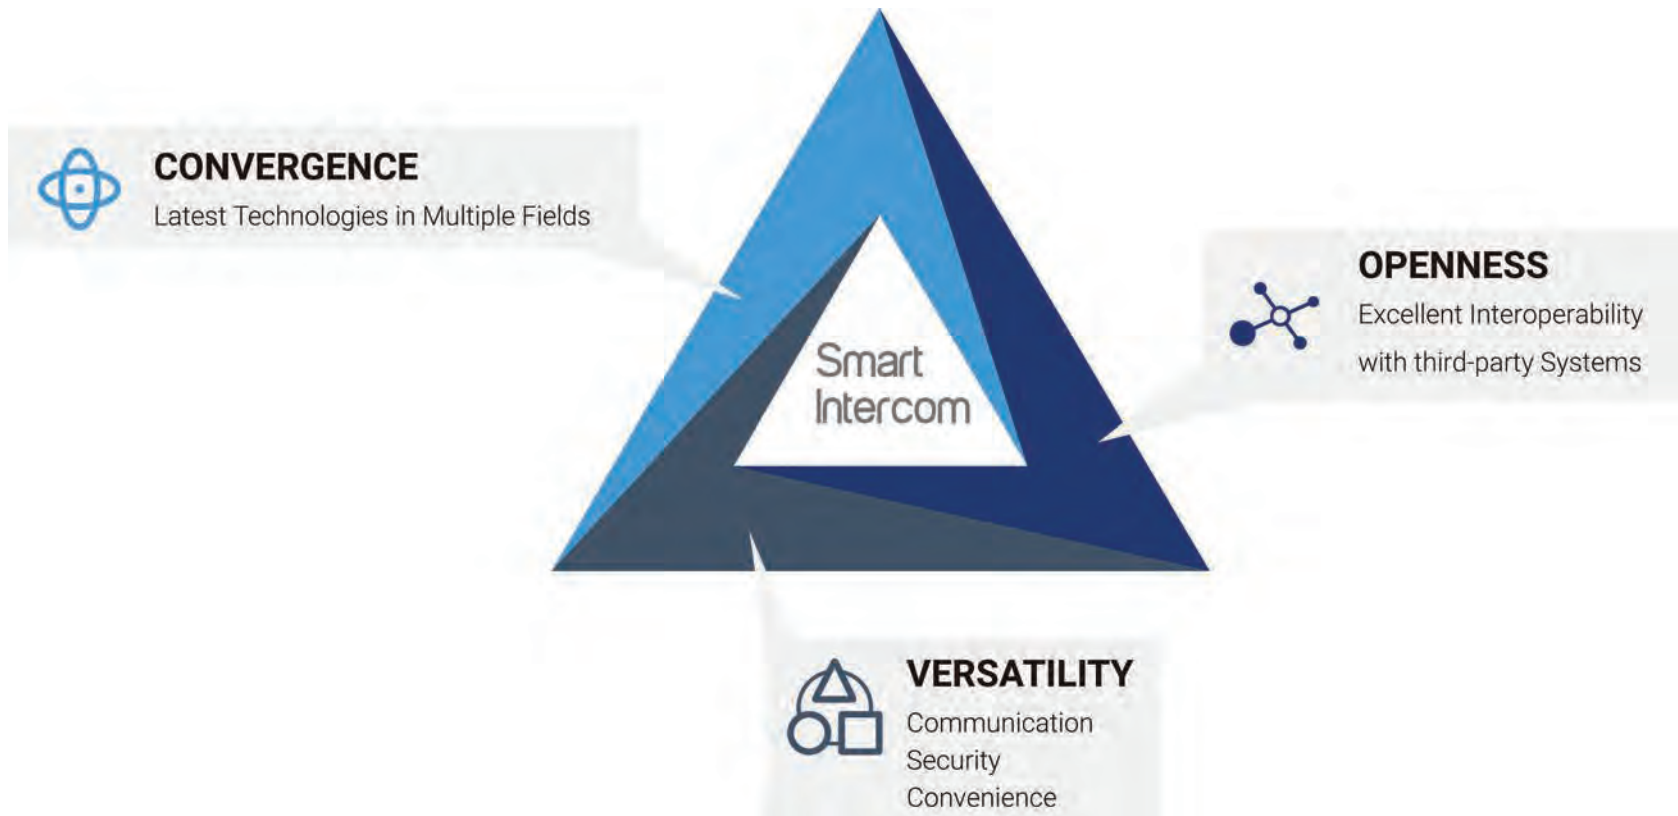 CONVERGENCE
Latest Technologies in Multiple Fields
OPENNESS
Excellent Interoperability
with third-party Systems
Smart
Intercom
VERSATILITY
Communication
Security
Convenience